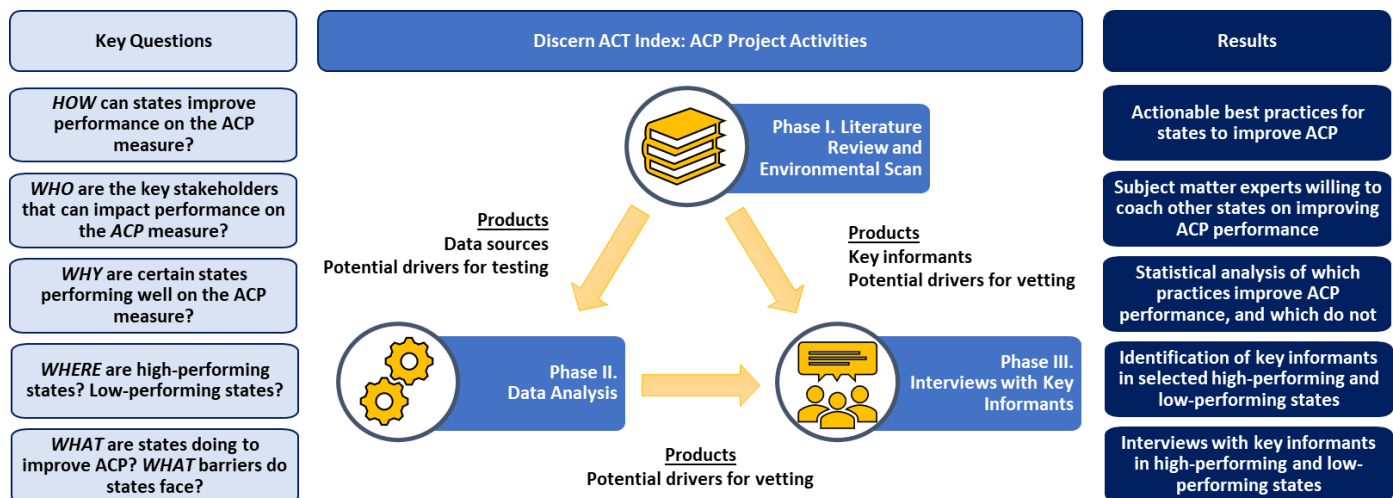 Key Questions
HOW can states improve
performance on the ACP
measure?
WHO are the key stakeholders
that can impact performance on
the ACP measure?
WHY are certain states
performing well on the ACP
measure?
WHERE are high-performing
states? Low-performing states?
WHAT are states doing to
improve ACP? WHAT barriers do
states face?
Discern ACT Index: ACP Project Activities
Phase I. Literature
Review and
Environmental Scan
Products
Data sources
Potential drivers for testing
Products
Key informants
Potential drivers for vetting
Phase II.
Data Analysis
Phase III.
Interviews with Key
Informants
Products
Potential drivers for vetting
Results
Actionable best practices for
states to improve ACP
Subject matter experts willing to
coach other states on improving
ACP performance
Statistical analysis of which
practices improve ACP
performance, and which do not
Identification of key informants
in selected high-performing and
low-performing states
Interviews with key informants
in high-performing and low-
performing states